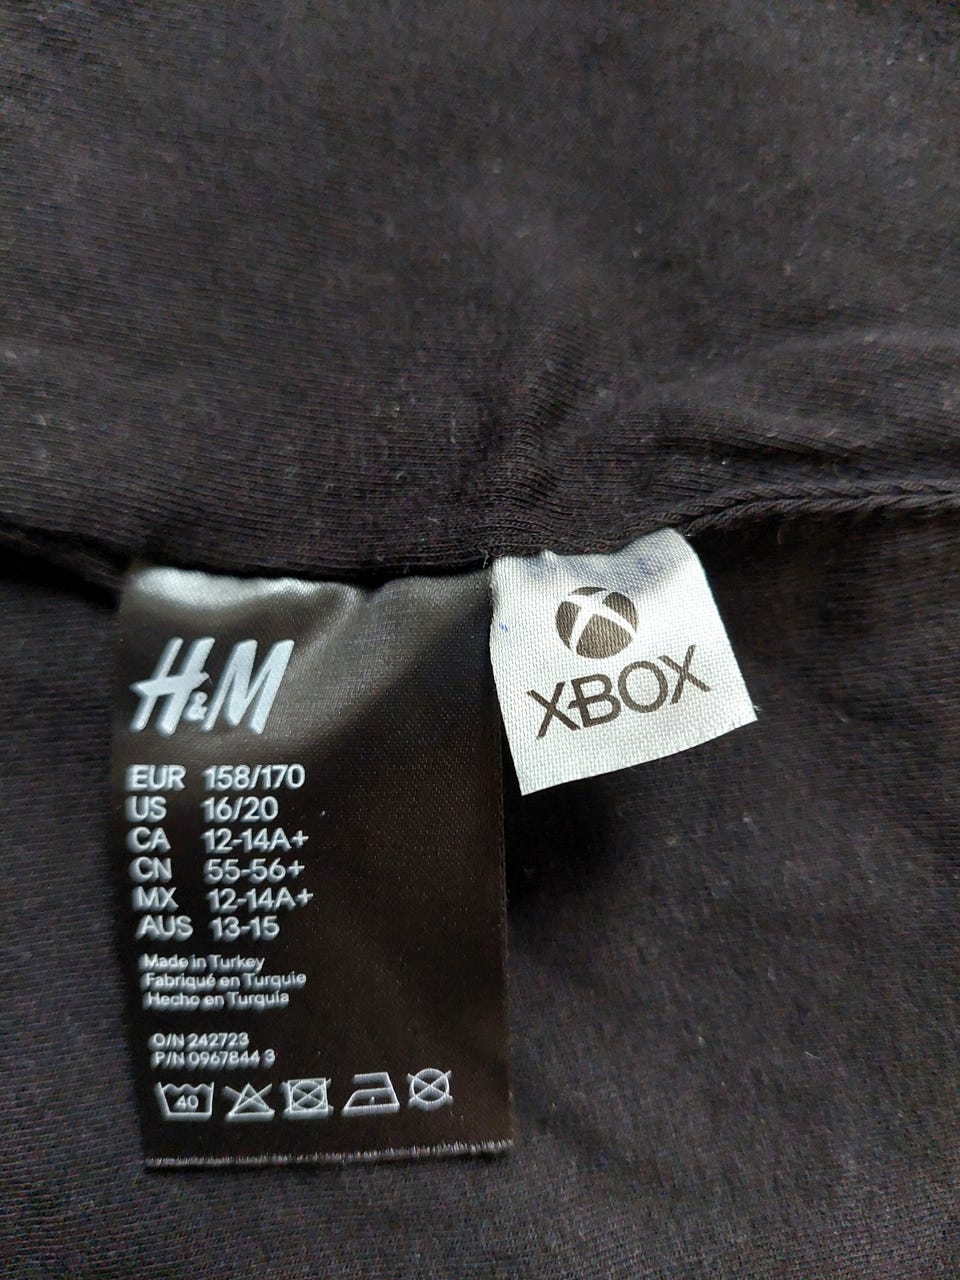 H&M
EUR 158/170
US 16/20
CA 12-14A+
CN 55-56+
MX 12-14A+
AUS 13-15
Made in Turkey
Fabriqué en Turquie
Hecho en Turquía
O/N 242723
P/N 0967844 3
40
XBOX